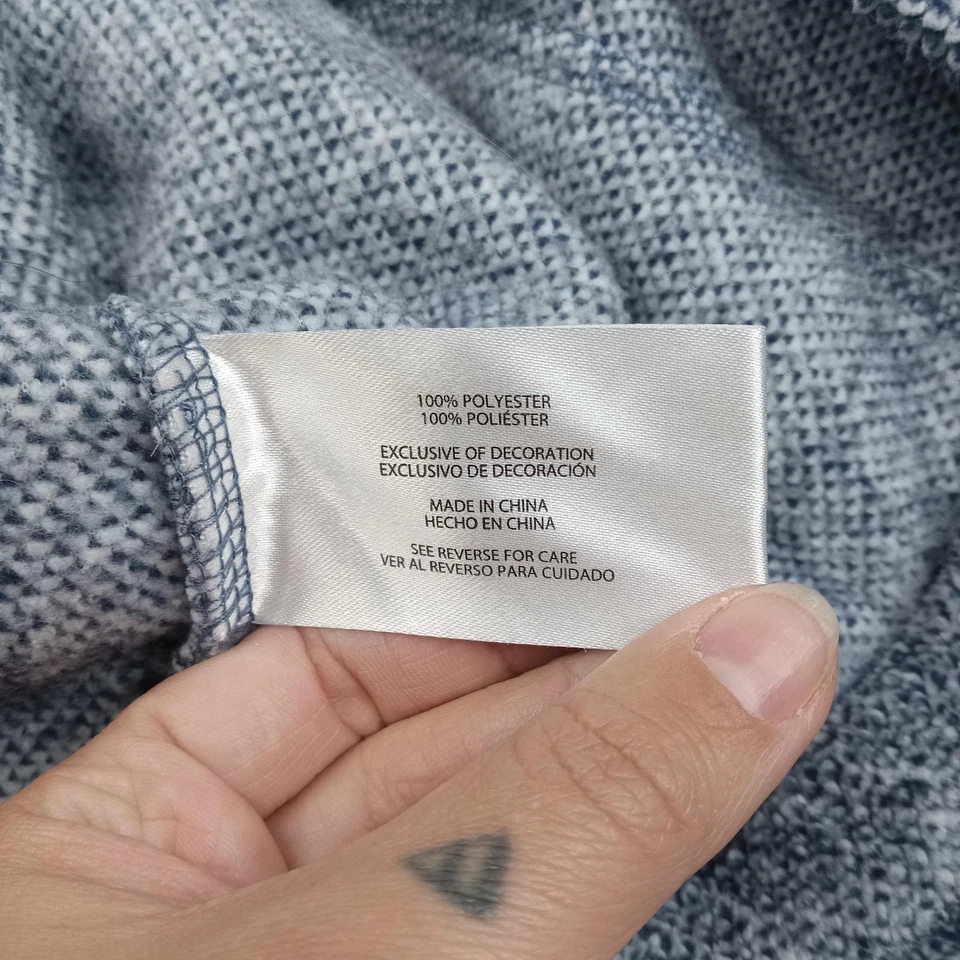 100% POLYESTER
100% POLIÉSTER
EXCLUSIVE OF DECORATION
EXCLUSIVO DE DECORACIÓN
MADE IN CHINA
HECHO EN CHINA
SEE REVERSE FOR CARE
VER AL REVERSO PARA CUIDADO